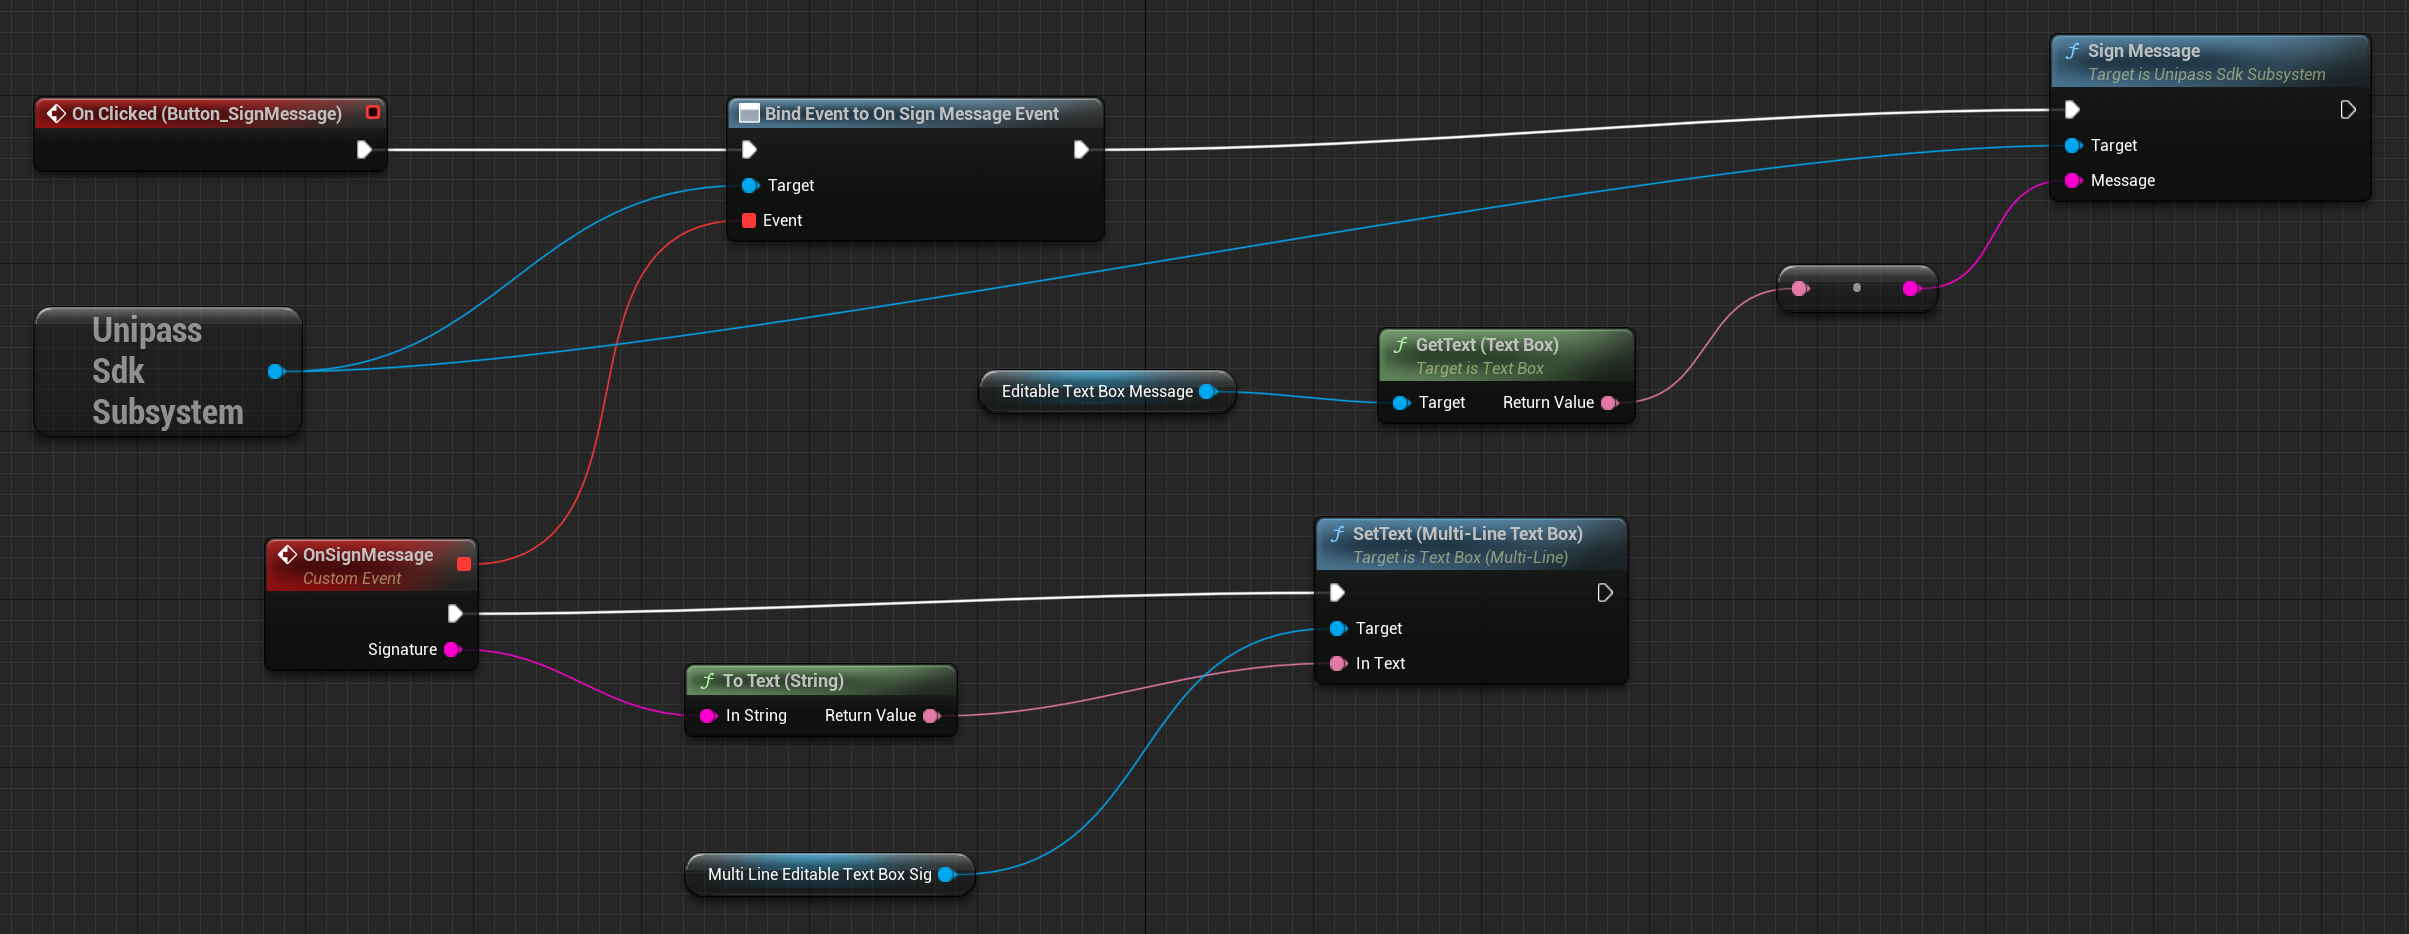 On Clicked (Button_SignMessage)
Bind Event to On Sign Message Event
Target
Event
Sign Message
Target is Unipass Sdk Subsystem
Target
Message
Unipass
Sdk
Subsystem
Editable Text Box Message
GetText (Text Box)
Target is Text Box
Target Return Value
OnSignMessage
Custom Event
Signature
To Text (String)
In String Return Value
SetText (Multi-Line Text Box)
Target is Text Box (Multi-Line)
Target
In Text
Multi Line Editable Text Box Sig